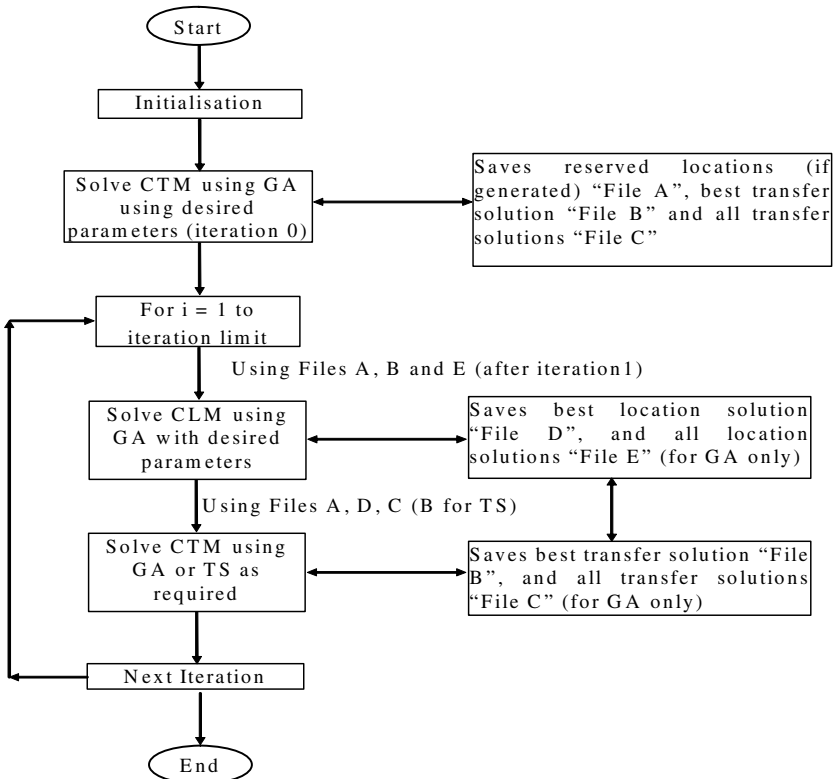 Start
Initialisation
Solve CTM using GA
using desired
parameters (iteration 0)
Saves reserved locations (if
generated) “File A”, best transfer
solution “File B” and all transfer
solutions “File C”
For i = 1 to
iteration limit
Using Files A, B and E (after iteration1)
Solve CLM using
GA with desired
parameters
Saves best location solution
“File D”, and all location
solutions “File E” (for GA only)
Using Files A, D, C (B for TS)
Solve CTM using
GA or TS as
required
Saves best transfer solution “File
B”, and all transfer solutions
“File C” (for GA only)
Next Iteration
End